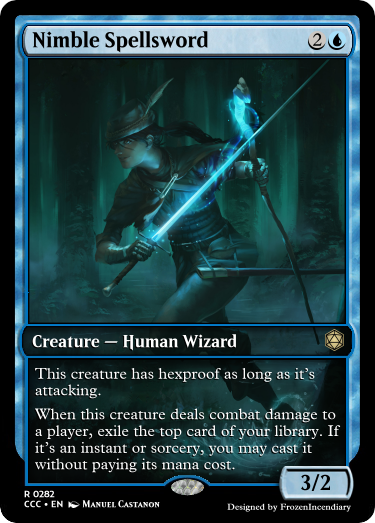 Nimble Spellsword 2
Creature — Human Wizard
This creature has hexproof as long as it's
attacking.
When this creature deals combat damage to
a player, exile the top card of your library. If
it's an instant or sorcery, you may cast it
without paying its mana cost.
3/2
R 0282
CCC • EN Manuel Castanon
Designed by FrozenIncendiary